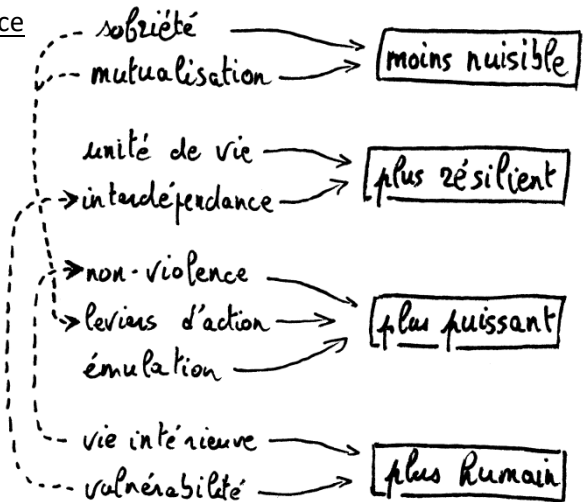 ce
sobriété
mutualisation
moins nuisible
unité de vie
interdépendance
plus résilient
non-violence
leviers d'action
émulation
plus puissant
vie intérieure
vulnérabilité
plus humain